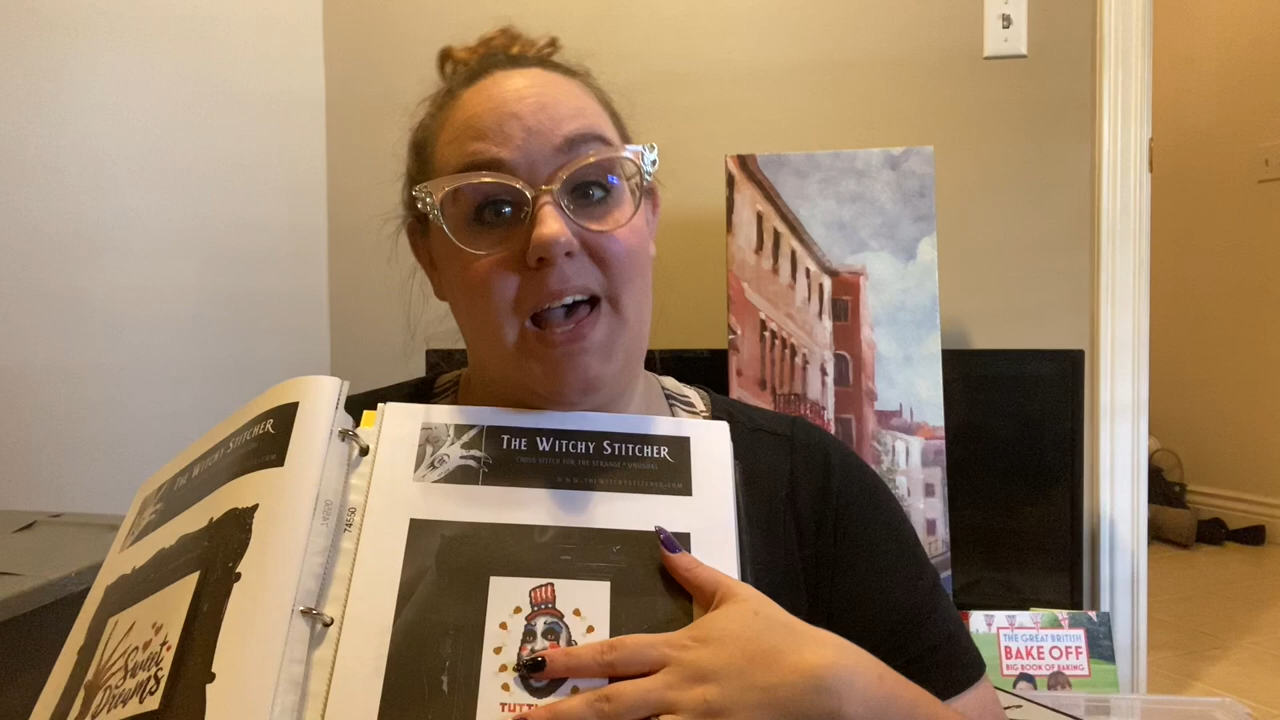 THE WITCHY STITCHER
Sweet
Dreams
74550
THE WITCHY STITCHER
CROSS STITCH FOR THE STRANGE & UNUSUAL
WWW.THEWITCHYSTITCHER.COM
THE GREAT BRITISH
BAKE OFF
BIG BOOK OF BAKING